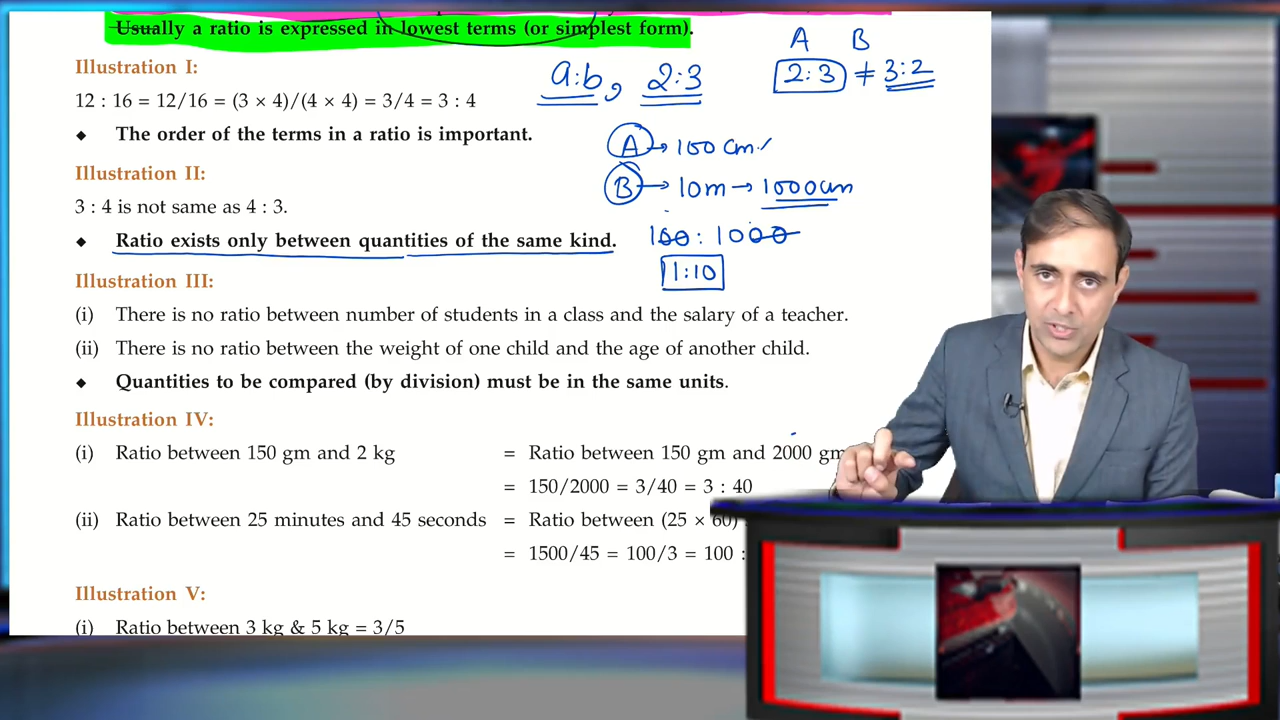 Usually a ratio is expressed in lowest terms (or simplest form).
A B
Illustration I:
a:b, 2:3
2:3 ≠ 3:2
12 : 16 = 12/16 = (3 × 4)/(4 × 4) = 3/4 = 3 : 4
◆ The order of the terms in a ratio is important.
A → 100 cm
Illustration II:
B → 10m → 1000cm
3 : 4 is not same as 4 : 3.
◆ Ratio exists only between quantities of the same kind.
100 : 1000
1:10
Illustration III:
(i) There is no ratio between number of students in a class and the salary of a teacher.
(ii) There is no ratio between the weight of one child and the age of another child.
◆ Quantities to be compared (by division) must be in the same units.
Illustration IV:
(i) Ratio between 150 gm and 2 kg = Ratio between 150 gm and 2000 gm
= 150/2000 = 3/40 = 3 : 40
(ii) Ratio between 25 minutes and 45 seconds = Ratio between (25 × 60)
= 1500/45 = 100/3 = 100 :
Illustration V:
(i) Ratio between 3 kg & 5 kg = 3/5